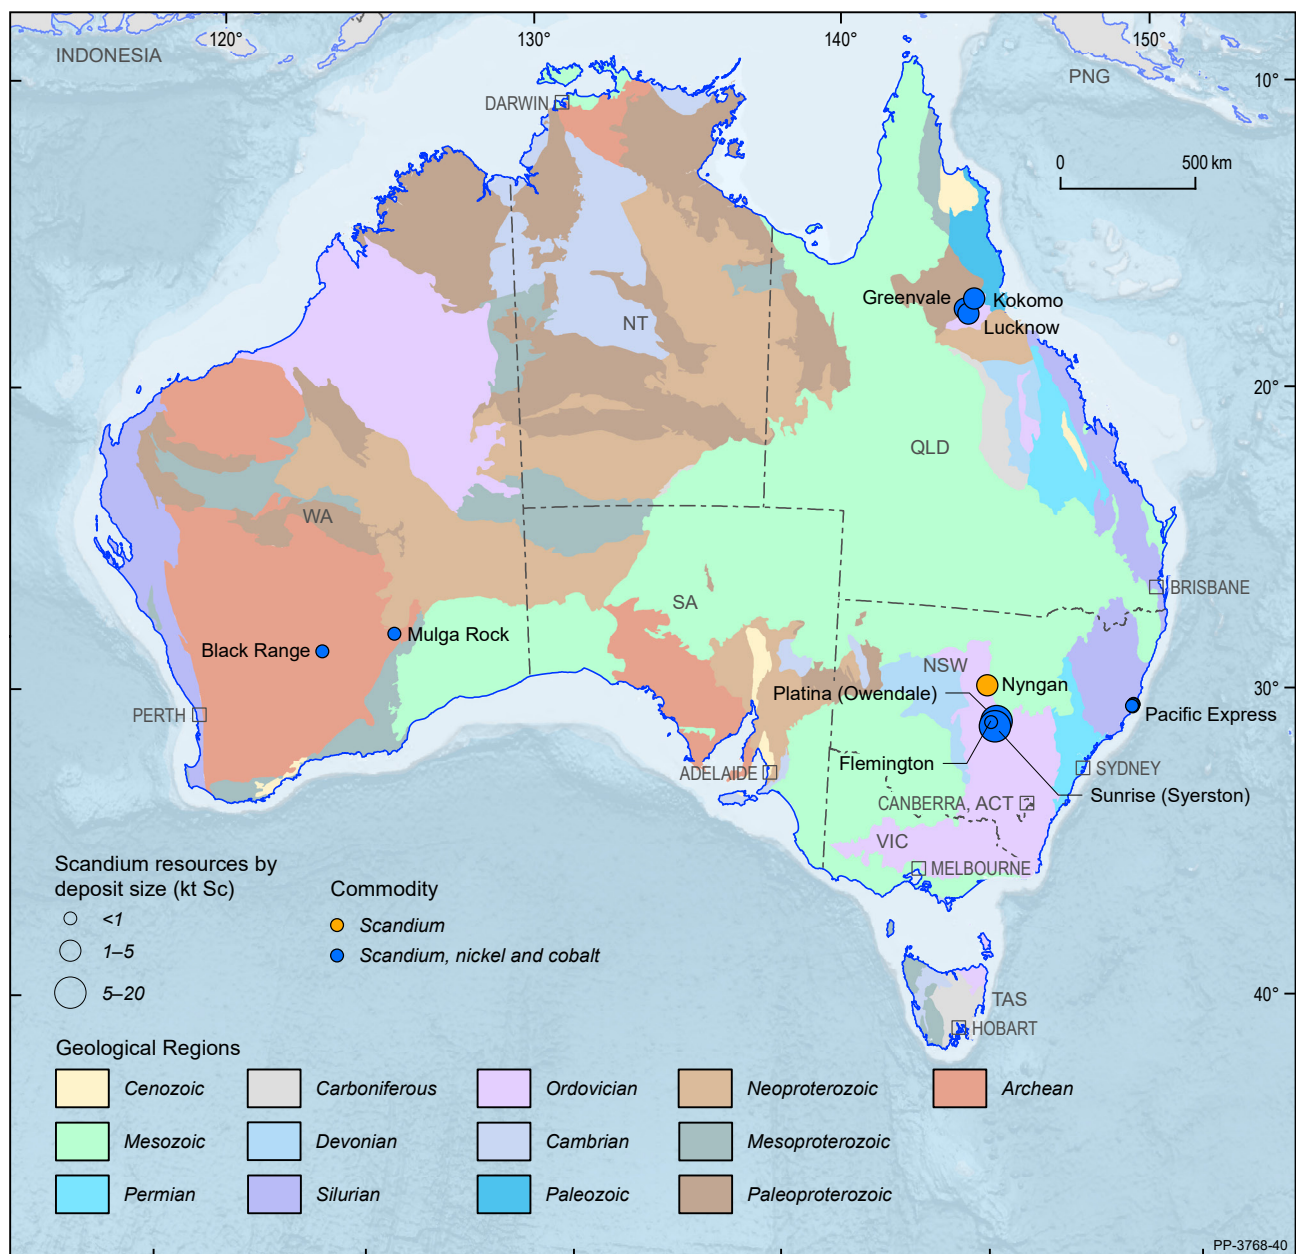 120°
130°
140°
150°
INDONESIA
PNG
10°
DARWIN
0
500 km
Greenvale
Kokomo
Lucknow
NT
20°
QLD
WA
BRISBANE
SA
Mulga Rock
Black Range
NSW
Nyngan
30°
Platina (Owendale)
PERTH
Pacific Express
Flemington
ADELAIDE
SYDNEY
Sunrise (Syerston)
CANBERRA, ACT
VIC
MELBOURNE
Scandium resources by
deposit size (kt Sc)
<1
1–5
5–20
Commodity
Scandium
Scandium, nickel and cobalt
40°
TAS
HOBART
Geological Regions
Cenozoic
Carboniferous
Ordovician
Neoproterozoic
Archean
Mesozoic
Devonian
Cambrian
Mesoproterozoic
Permian
Silurian
Paleozoic
Paleoproterozoic
PP-3768-40